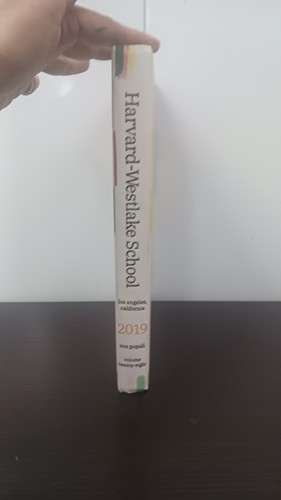 Harvard-Westlake School
los angeles,
california
2019
vox populi
volume
twenty-eight